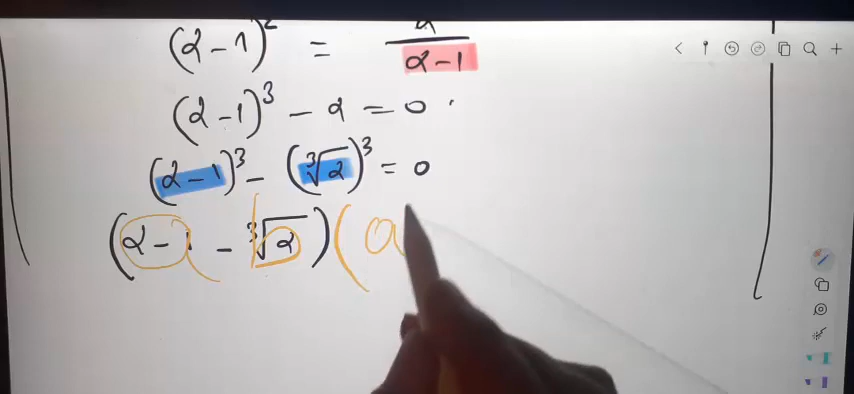 (α-1)² = α/(α-1)
(α-1)³ - α = 0
(α-1)³ - (∛α)³ = 0
(α-1 - ∛α)(a